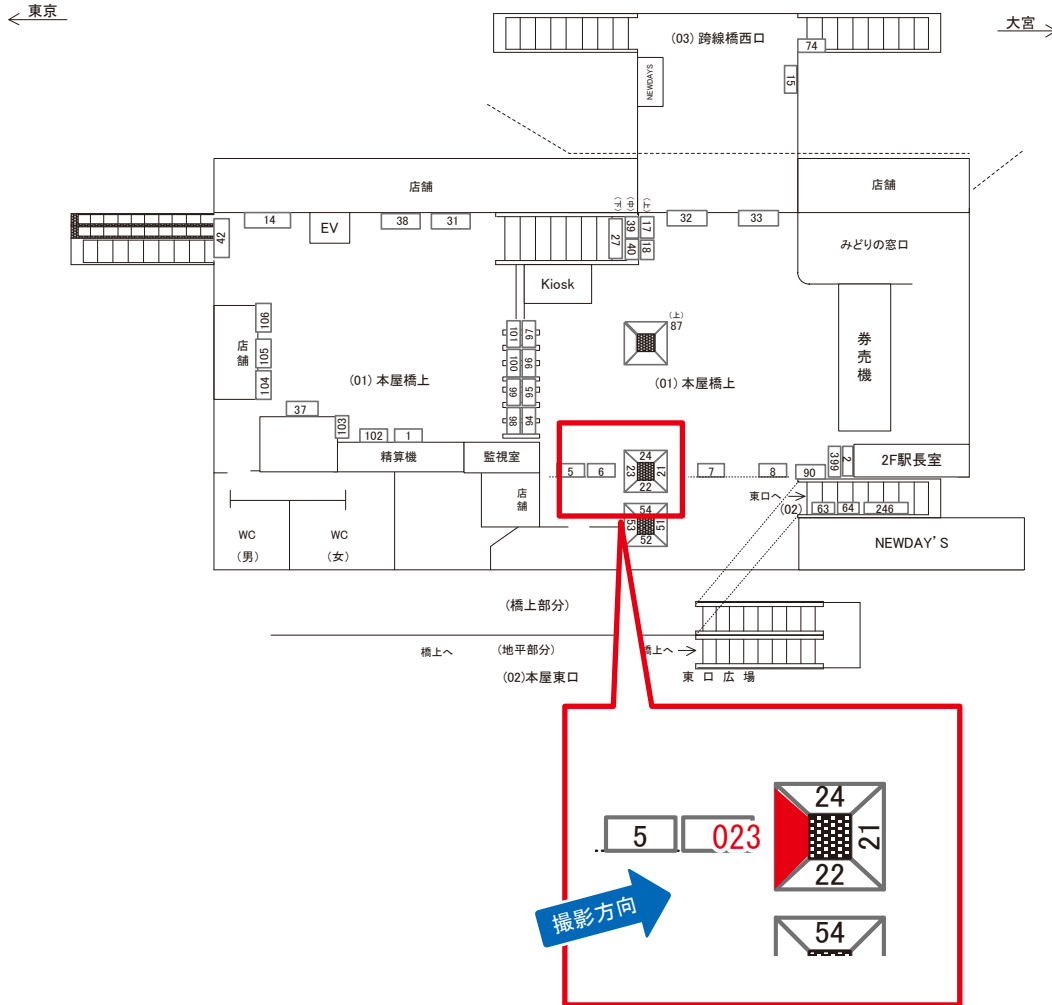 東京
大宮
(03) 跨線橋西口
74
NEWDAYS
15
店舗
店舗
(下)
(中)
(上)
14
EV
38
31
27
39
17
32
33
42
40
18
みどりの窓口
Kiosk
(上)
87
106
101
97
店舗
105
100
96
券売機
104
(01) 本屋橋上
99
95
(01) 本屋橋上
37
103
98
94
102
1
精算機
監視室
5
6
24
23
21
22
7
8
90
399
2
2F駅長室
店舗
東口へ
(02)
63
64
246
54
53
51
52
WC
(男)
WC
(女)
NEWDAY'S
(橋上部分)
橋上へ
(地平部分)
橋上へ
(02)本屋東口
東口広場
24
5
023
21
22
撮影方向
54